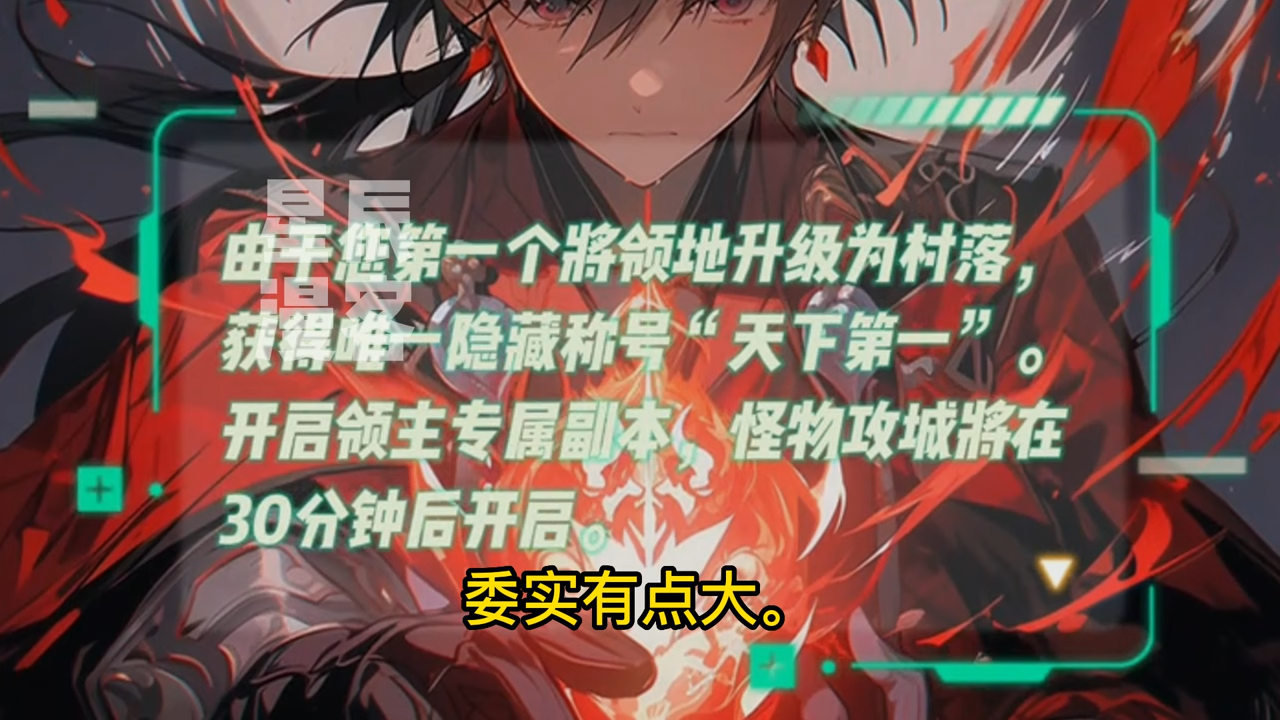 由于您第一个將领地升级为村落，
获得唯一隐藏称号“天下第一”。
开启领主专属副本，怪物攻城將在
30分钟后开启。
委实有点大。